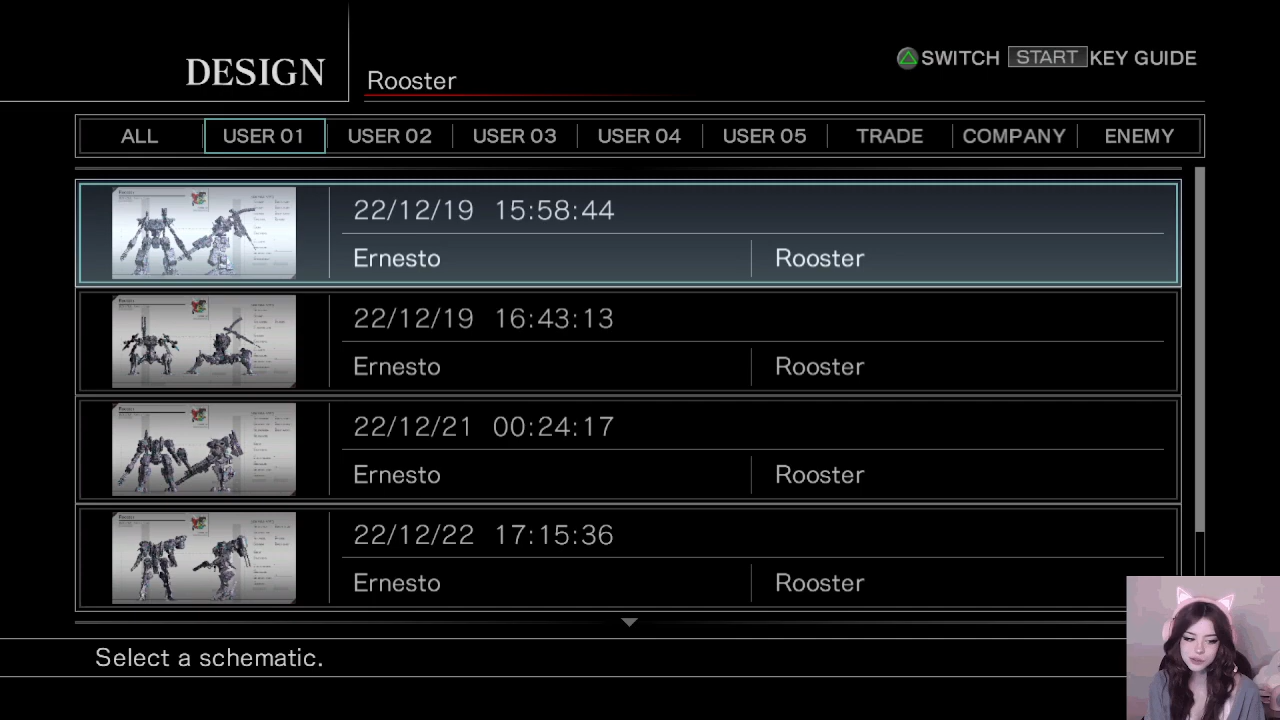 DESIGN
Rooster
SWITCH START KEY GUIDE
ALL USER 01 USER 02 USER 03 USER 04 USER 05 TRADE COMPANY ENEMY
22/12/19 15:58:44
Ernesto Rooster
22/12/19 16:43:13
Ernesto Rooster
22/12/21 00:24:17
Ernesto Rooster
22/12/22 17:15:36
Ernesto Rooster
Select a schematic.